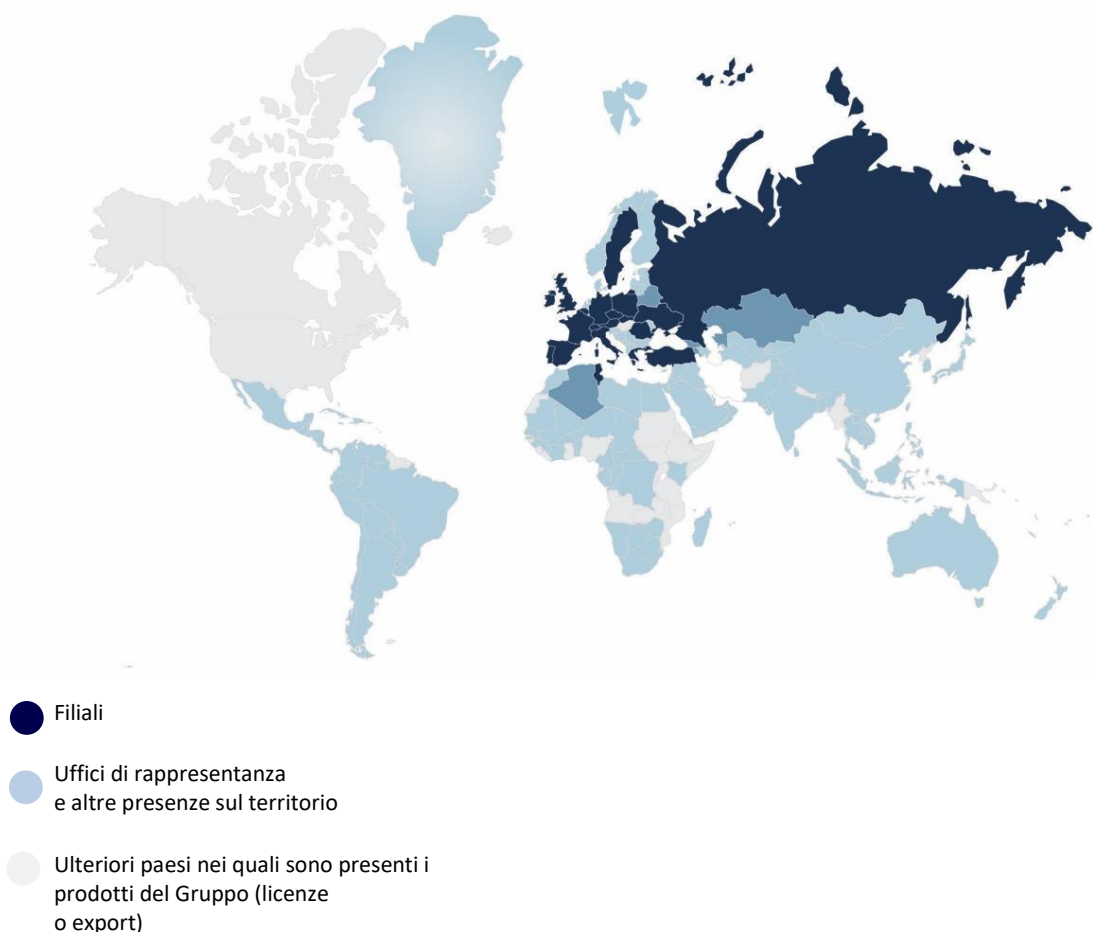 Filiali
Uffici di rappresentanza
e altre presenze sul territorio
Ulteriori paesi nei quali sono presenti i
prodotti del Gruppo (licenze
o export)